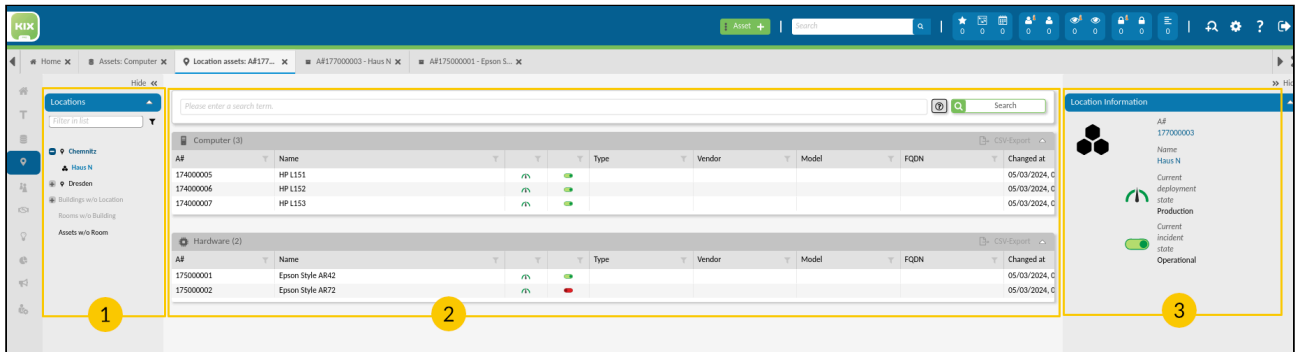 KIX
Asset +
Search
0 0 0 0 0 0 0 0 0 0
Home
Assets: Computer
Location assets: A#177...
A#177000003 - Haus N
A#175000001 - Epson S...
Hide
Locations
Filter in list
Chemnitz
Haus N
Dresden
Buildings w/o Location
Rooms w/o Building
Assets w/o Room
1
Please enter a search term.
Search
Computer (3)
CSV-Export
A# Name Type Vendor Model FQDN Changed at
174000005 HP L151 05/03/2024, 0
174000006 HP L152 05/03/2024, 0
174000007 HP L153 05/03/2024, 0
Hardware (2)
CSV-Export
A# Name Type Vendor Model FQDN Changed at
175000001 Epson Style AR42 05/03/2024, 0
175000002 Epson Style AR72 05/03/2024, 0
2
Hid
Location Information
A#
177000003
Name
Haus N
Current
deployment
state
Production
Current
incident
state
Operational
3